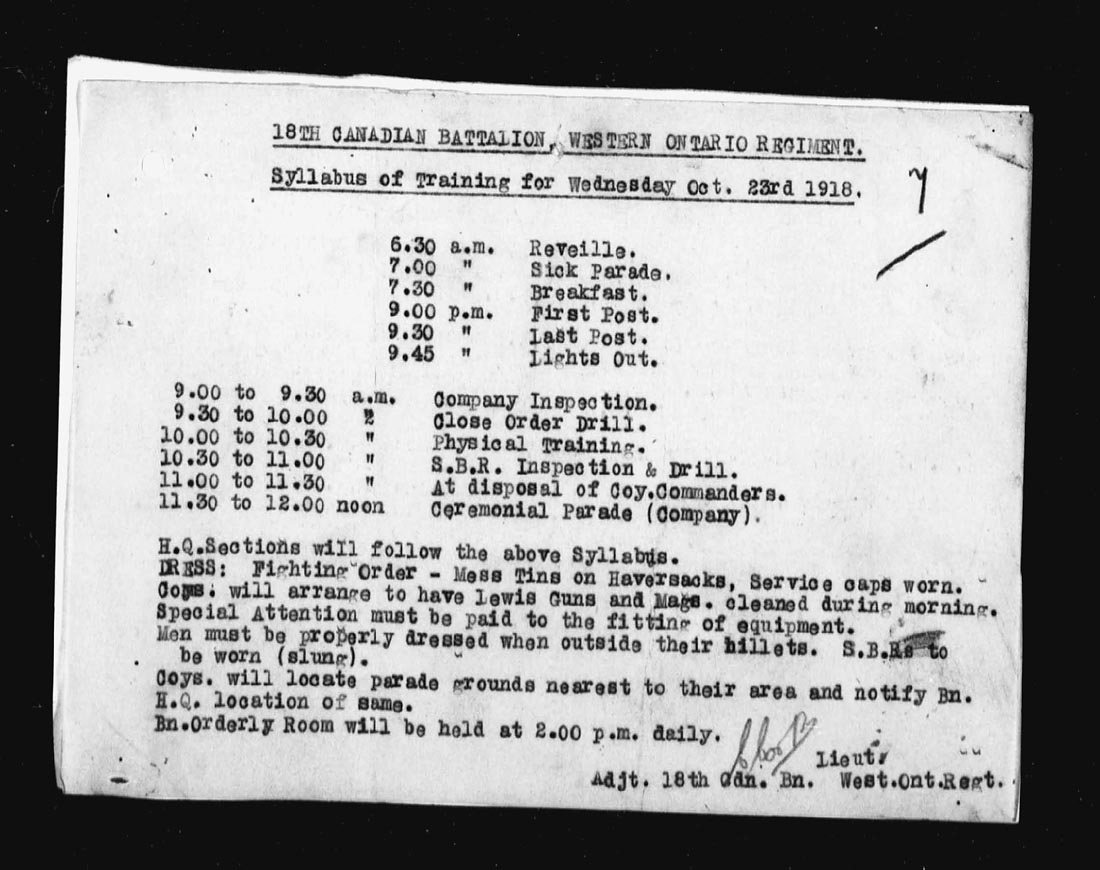 18TH CANADIAN BATTALION, WESTERN ONTARIO REGIMENT.
Syllabus of Training for Wednesday Oct. 23rd 1918.
7
6.30 a.m. Reveille.
7.00 " Sick Parade.
7.30 " Breakfast.
9.00 p.m. First Post.
9.30 " Last Post.
9.45 " Lights Out.
9.00 to 9.30 a.m. Company Inspection.
9.30 to 10.00 " Close Order Drill.
10.00 to 10.30 " Physical Training.
10.30 to 11.00 " S.B.R. Inspection & Drill.
11.00 to 11.30 " At disposal of Coy.Commanders.
11.30 to 12.00 noon Ceremonial Parade (Company).
H.Q.Sections will follow the above Syllabus.
DRESS: Fighting Order - Mess Tins on Haversacks, Service caps worn.
Coys. will arrange to have Lewis Guns and Mags. cleaned during morning.
Special Attention must be paid to the fitting of equipment.
Men must be properly dressed when outside their billets. S.B.Rs to
be worn (slung).
Coys. will locate parade grounds nearest to their area and notify Bn.
H.Q. location of same.
Bn.Orderly Room will be held at 2.00 p.m. daily.
Lieut.
Adjt. 18th Cdn. Bn. West.Ont.Regt.